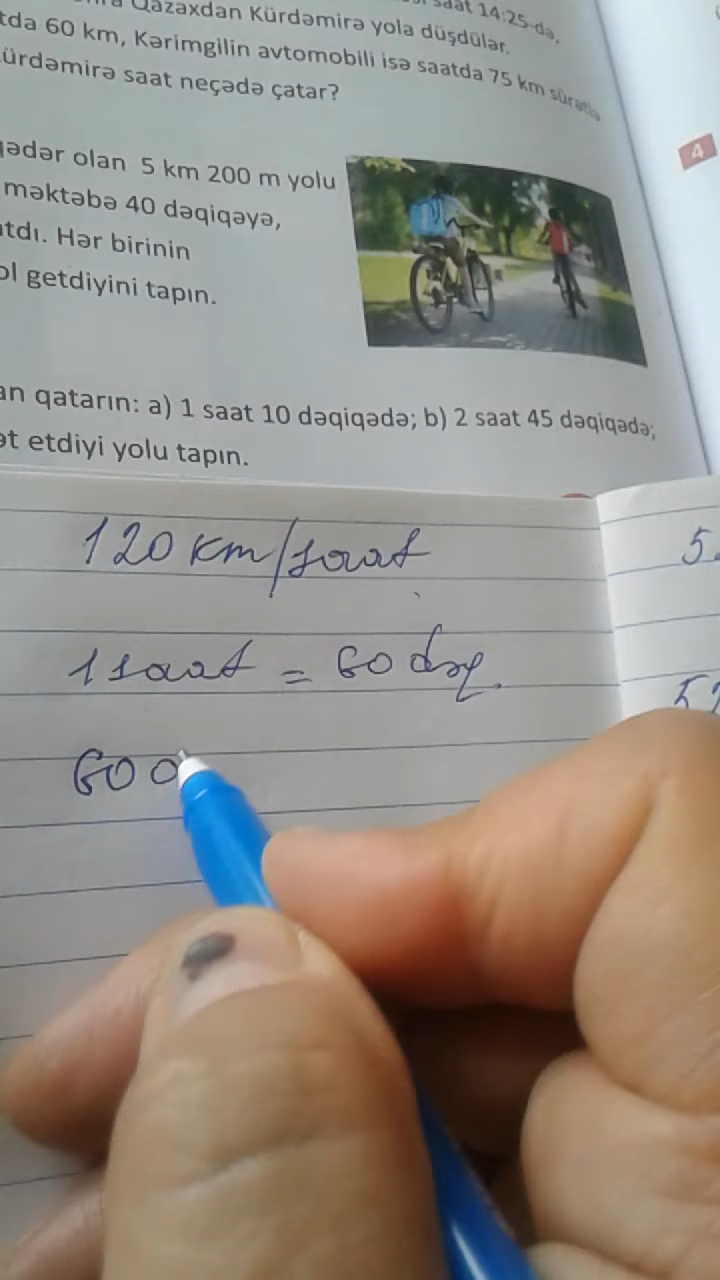 saat 14:25-də,
Qazaxdan Kürdəmirə yola düşdülər.
tda 60 km, Kərimgilin avtomobili isə saatda 75 km sürətlə
ürdəmirə saat neçədə çatar?
4
qədər olan 5 km 200 m yolu
məktəbə 40 dəqiqəyə,
atdı. Hər birinin
ol getdiyini tapın.
an qatarın: a) 1 saat 10 dəqiqədə; b) 2 saat 45 dəqiqədə;
ət etdiyi yolu tapın.
120 km/saat
5
1 saat = 60 dəq.
60 d